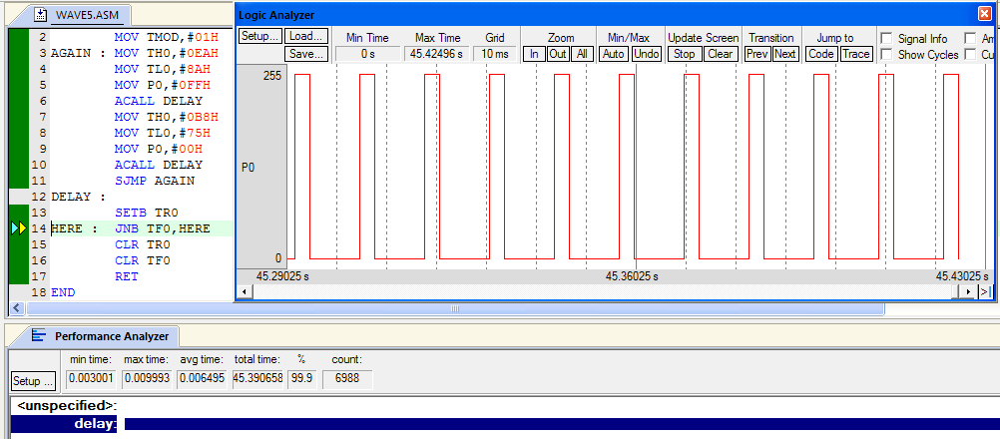 WAVE5.ASM
2 MOV TMOD,#01H
3 AGAIN : MOV TH0,#0EAH
4 MOV TL0,#8AH
5 MOV P0,#0FFH
6 ACALL DELAY
7 MOV TH0,#0B8H
8 MOV TL0,#75H
9 MOV P0,#00H
10 ACALL DELAY
11 SJMP AGAIN
12 DELAY :
13 SETB TR0
14 HERE : JNB TF0,HERE
15 CLR TR0
16 CLR TF0
17 RET
18 END
Logic Analyzer
Setup... Load... Min Time Max Time Grid Zoom Min/Max Update Screen Transition Jump to Signal Info Am
Save... 0 s 45.42496 s 10 ms In Out All Auto Undo Stop Clear Prev Next Code Trace Show Cycles Cu
255
P0
0
45.29025 s 45.36025 s 45.43025 s
>|
Performance Analyzer
min time: max time: avg time: total time: % count:
Setup ... 0.003001 0.009993 0.006495 45.390658 99.9 6988
<unspecified>:
delay: